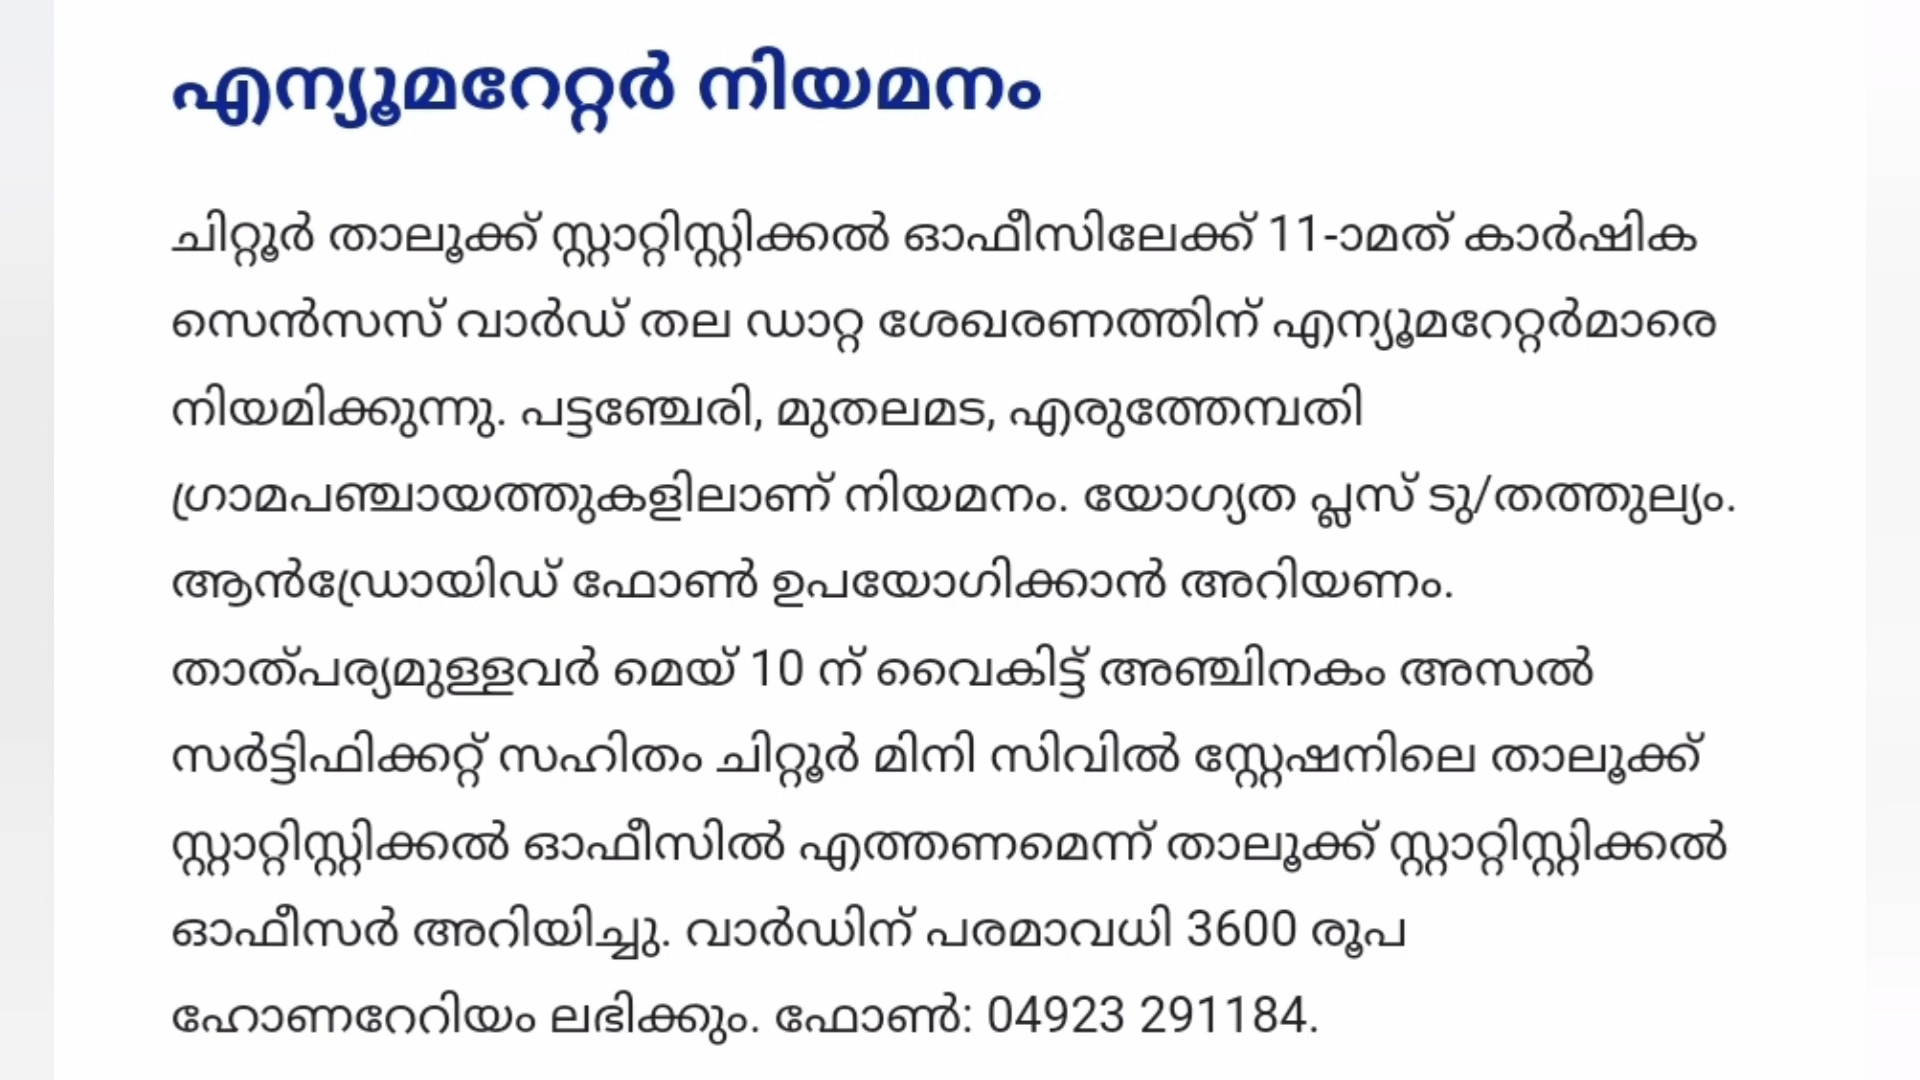 എന്യൂമറേറ്റർ നിയമനം
ചിറ്റൂർ താലൂക്ക് സ്റ്റാറ്റിസ്റ്റിക്കൽ ഓഫീസിലേക്ക് 11-ാമത് കാർഷിക
സെൻസസ് വാർഡ് തല ഡാറ്റ ശേഖരണത്തിന് എന്യൂമറേറ്റർമാരെ
നിയമിക്കുന്നു. പട്ടഞ്ചേരി, മുതലമട, എരുത്തേമ്പതി
ഗ്രാമപഞ്ചായത്തുകളിലാണ് നിയമനം. യോഗ്യത പ്ലസ് ടു/തത്തുല്യം.
ആൻഡ്രോയിഡ് ഫോൺ ഉപയോഗിക്കാൻ അറിയണം.
താത്പര്യമുള്ളവർ മെയ് 10 ന് വൈകിട്ട് അഞ്ചിനകം അസൽ
സർട്ടിഫിക്കറ്റ് സഹിതം ചിറ്റൂർ മിനി സിവിൽ സ്റ്റേഷനിലെ താലൂക്ക്
സ്റ്റാറ്റിസ്റ്റിക്കൽ ഓഫീസിൽ എത്തണമെന്ന് താലൂക്ക് സ്റ്റാറ്റിസ്റ്റിക്കൽ
ഓഫീസർ അറിയിച്ചു. വാർഡിന് പരമാവധി 3600 രൂപ
ഹോണറേറിയം ലഭിക്കും. ഫോൺ: 04923 291184.